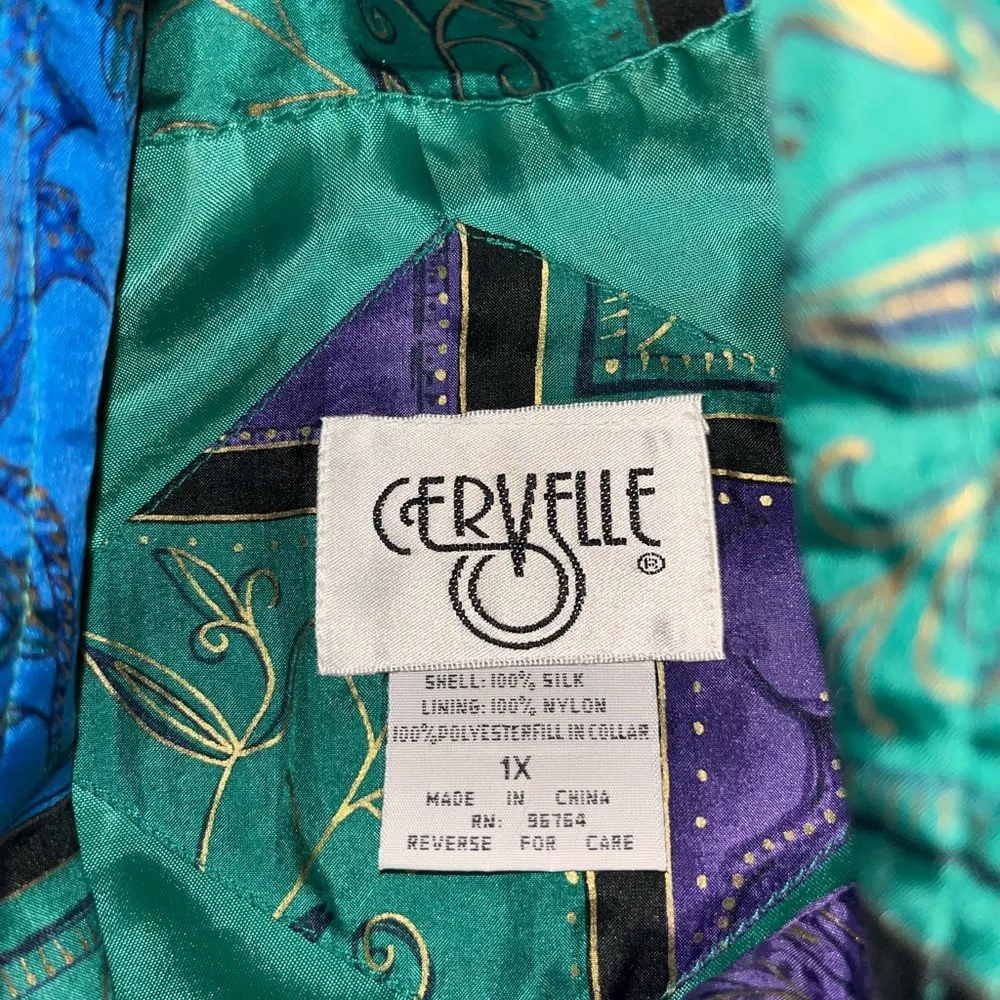 CERVELLE
®
SHELL: 100% SILK
LINING: 100% NYLON
100% POLYESTERFILL IN COLLAR
1X
MADE IN CHINA
RN: 96764
REVERSE FOR CARE